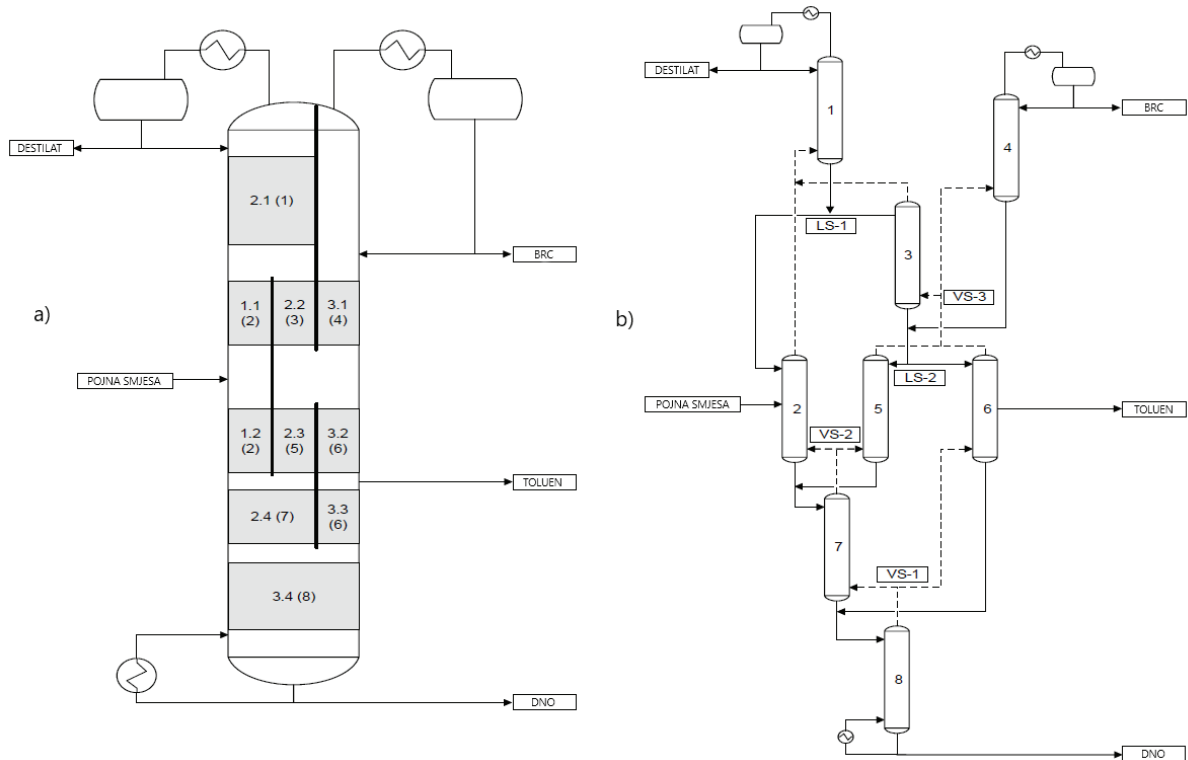 a)
DESTILAT
2.1 (1)
BRC
1.1
(2)
2.2
(3)
3.1
(4)
POJNA SMJESA
1.2
(2)
2.3
(5)
3.2
(6)
TOLUEN
2.4 (7)
3.3
(6)
3.4 (8)
DNO
b)
DESTILAT
1
BRC
4
LS-1
3
VS-3
LS-2
POJNA SMJESA
2
5
6
TOLUEN
VS-2
7
VS-1
8
DNO